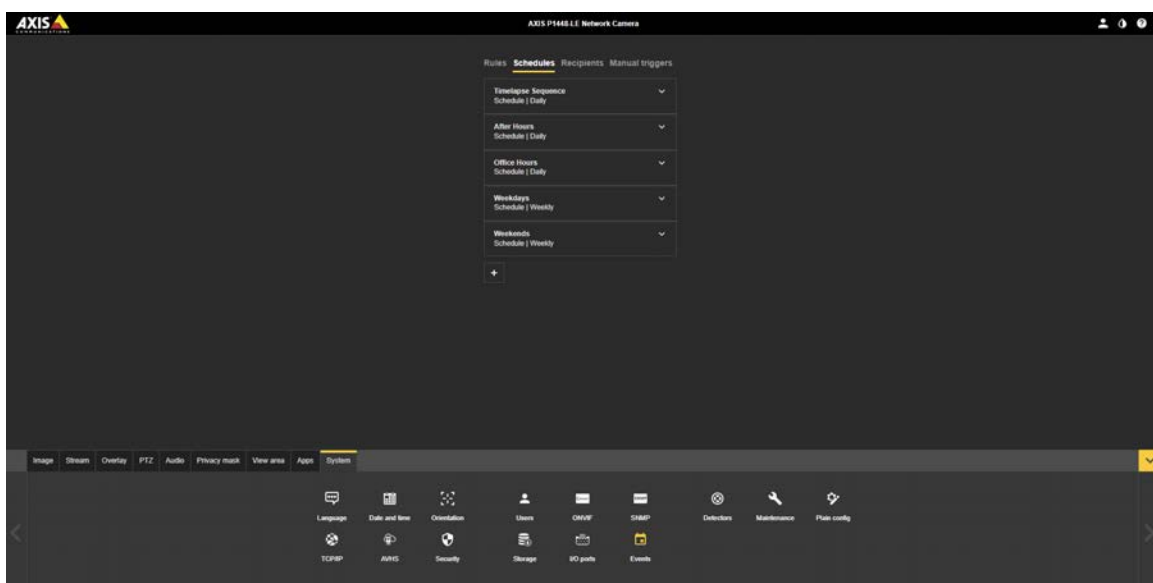 AXIS
COMMUNICATIONS
AXIS P1448-LE Network Camera
Rules Schedules Recipients Manual triggers
Timelapse Sequence
Schedule | Daily
After Hours
Schedule | Daily
Office Hours
Schedule | Daily
Weekdays
Schedule | Weekly
Weekends
Schedule | Weekly
+
Image Stream Overlay PTZ Audio Privacy mask View area Apps System
Language Date and time Orientation Users ONVIF SNMP Detectors Maintenance Plain config
TCP/IP AVHS Security Storage I/O ports Events